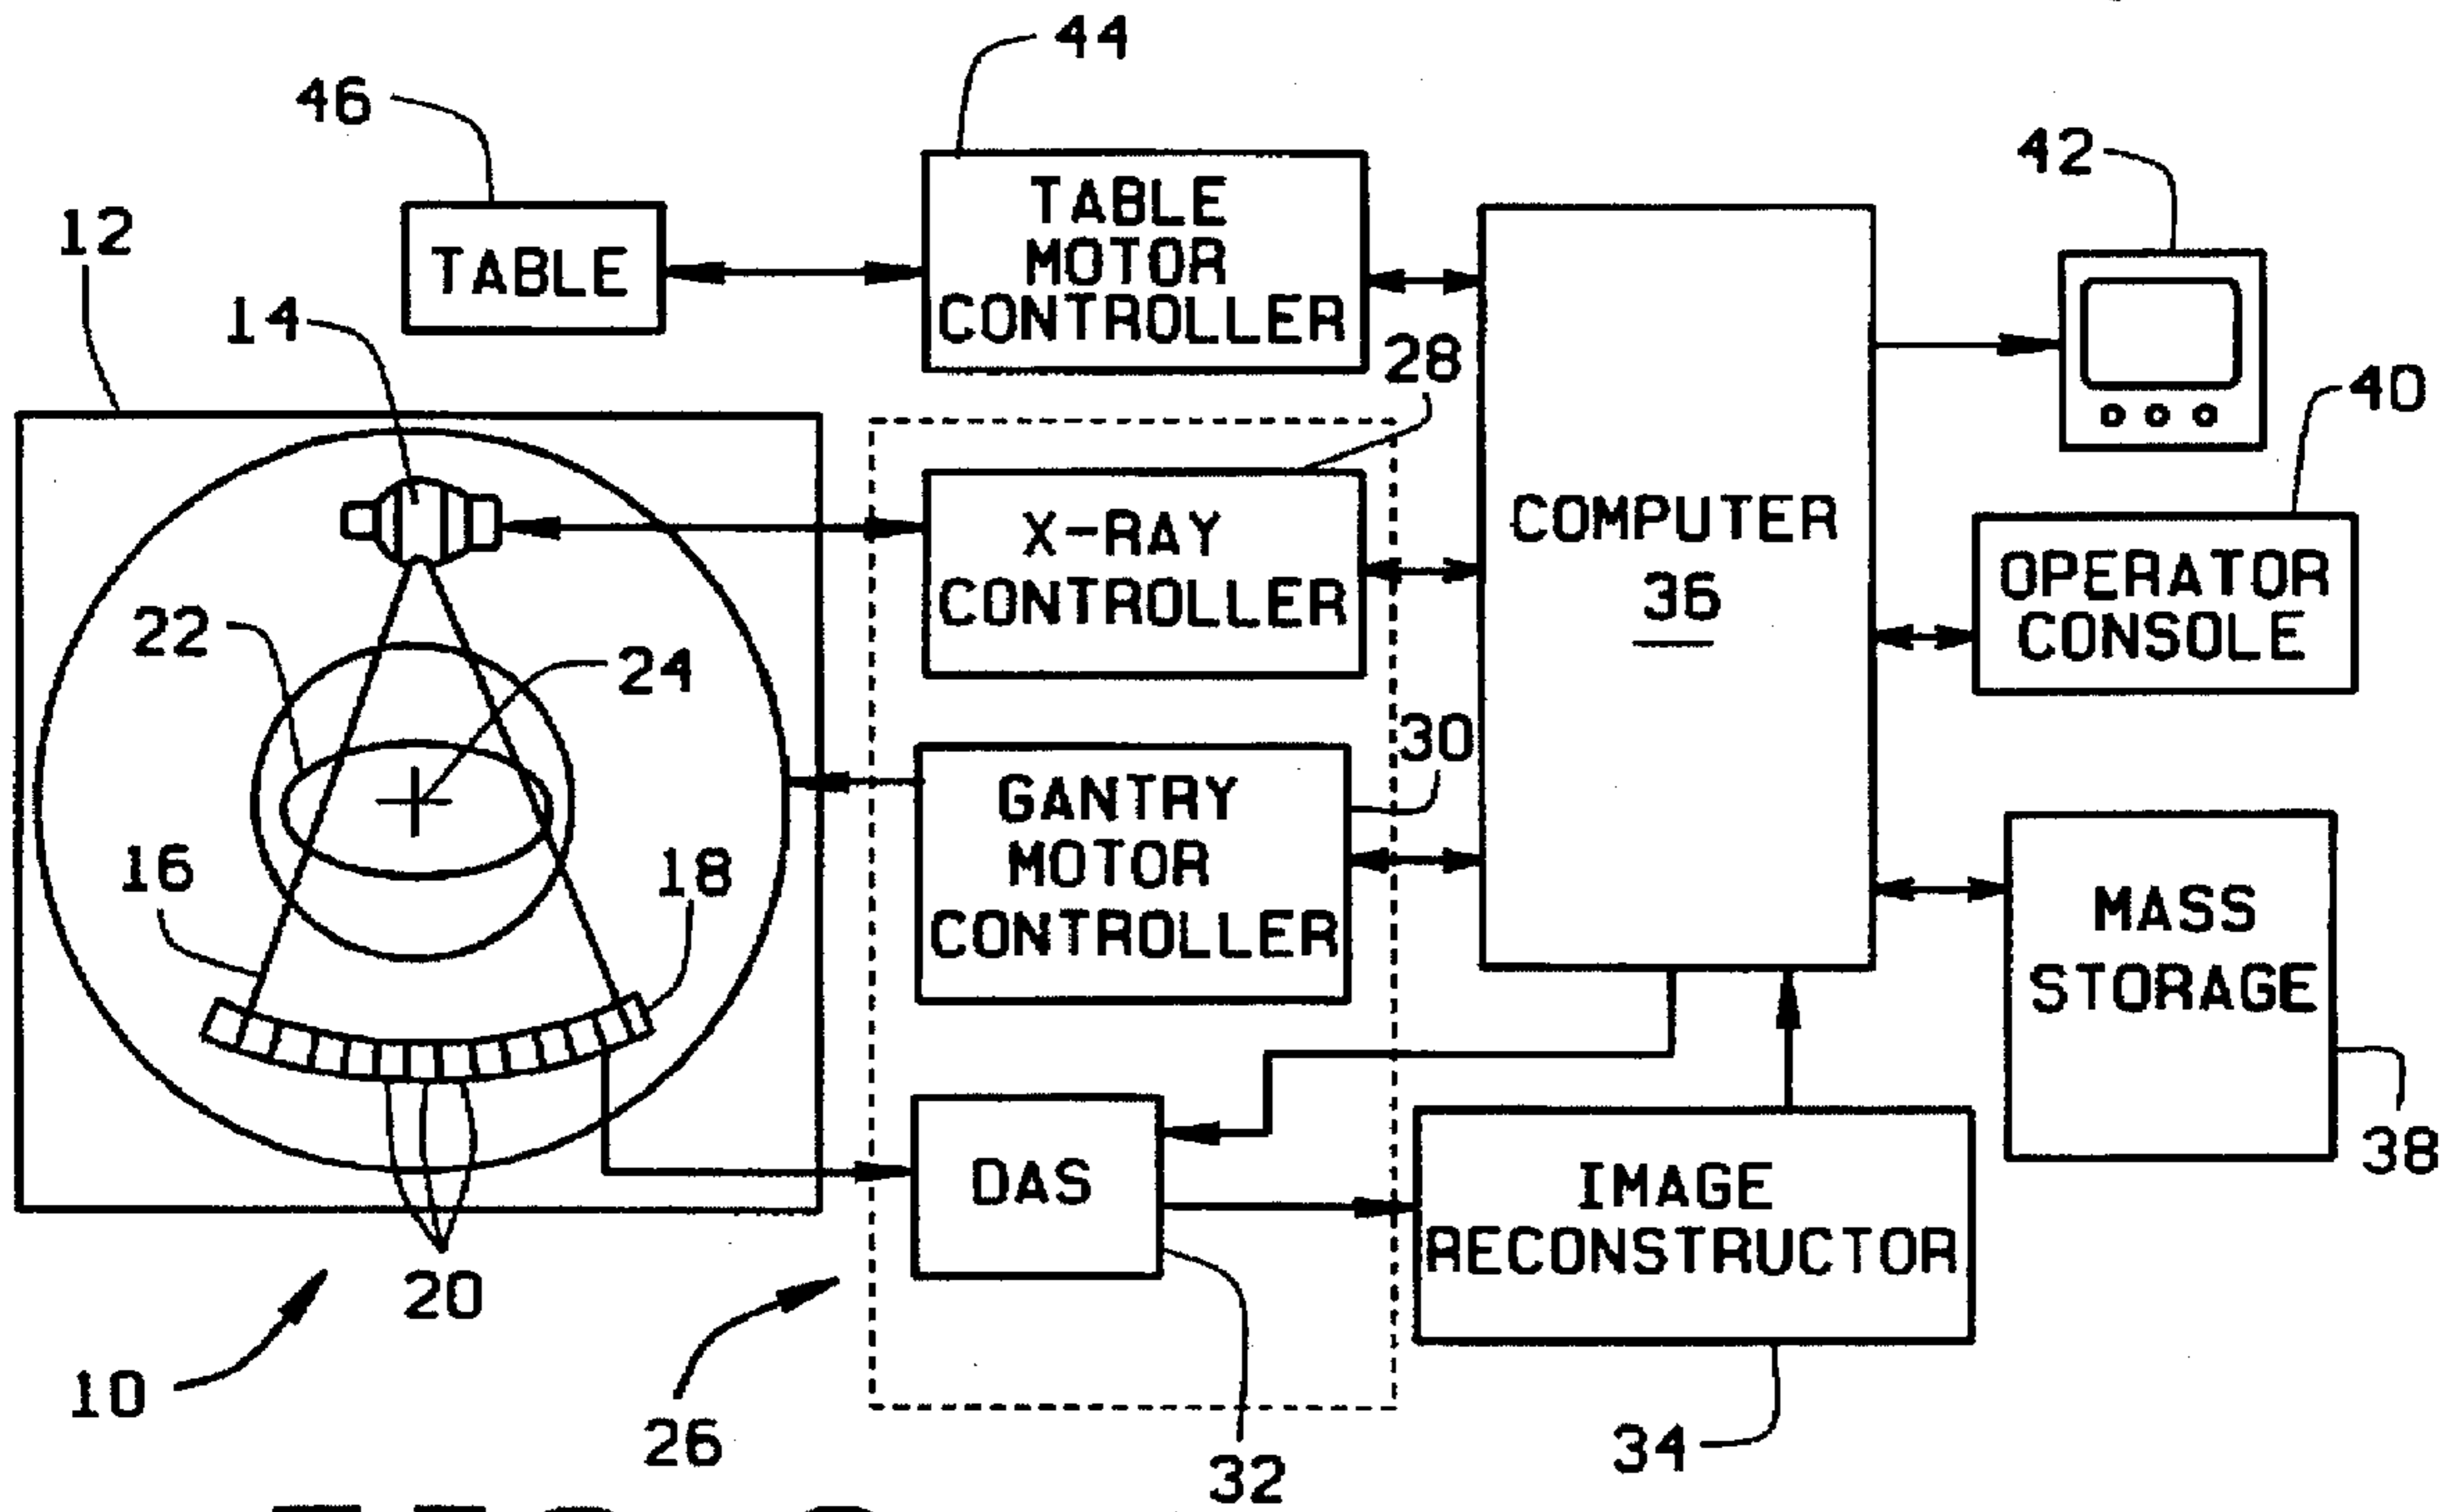 44
46
42
12
TABLE
MOTOR
CONTROLLER
TABLE
14
28
40
X-RAY
CONTROLLER
COMPUTER
36
OPERATOR
CONSOLE
22
24
30
GANTRY
MOTOR
CONTROLLER
16
18
MASS
STORAGE
38
DAS
IMAGE
RECONSTRUCTOR
20
10
26
32
34